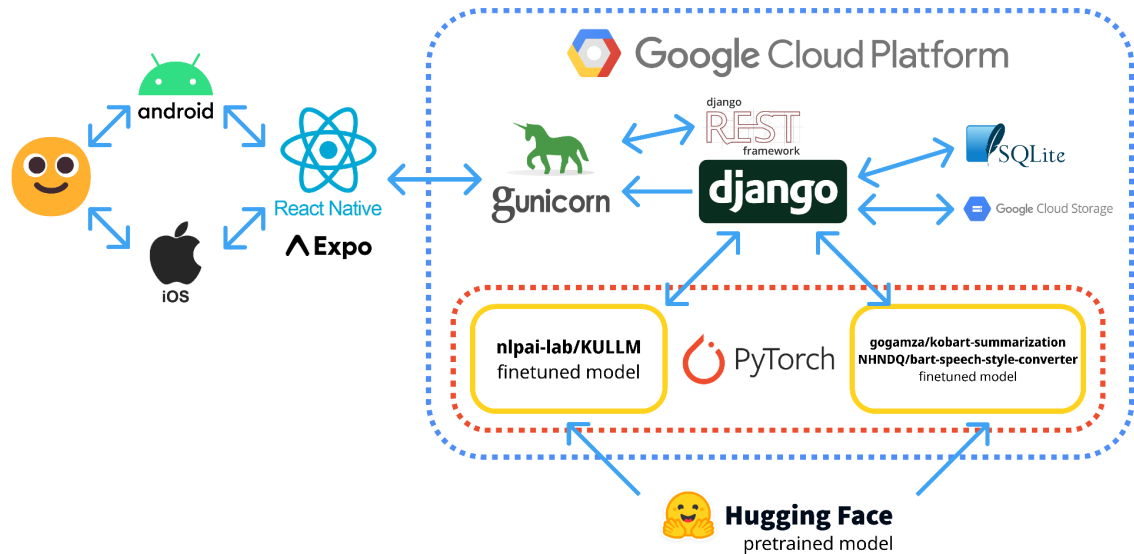 Google Cloud Platform
android
django
REST
framework
SQLite
gunicorn
django
React Native
Google Cloud Storage
Expo
iOS
nlpai-lab/KULLM
finetuned model
PyTorch
gogamza/kobart-summarization
NHNDQ/bart-speech-style-converter
finetuned model
Hugging Face
pretrained model